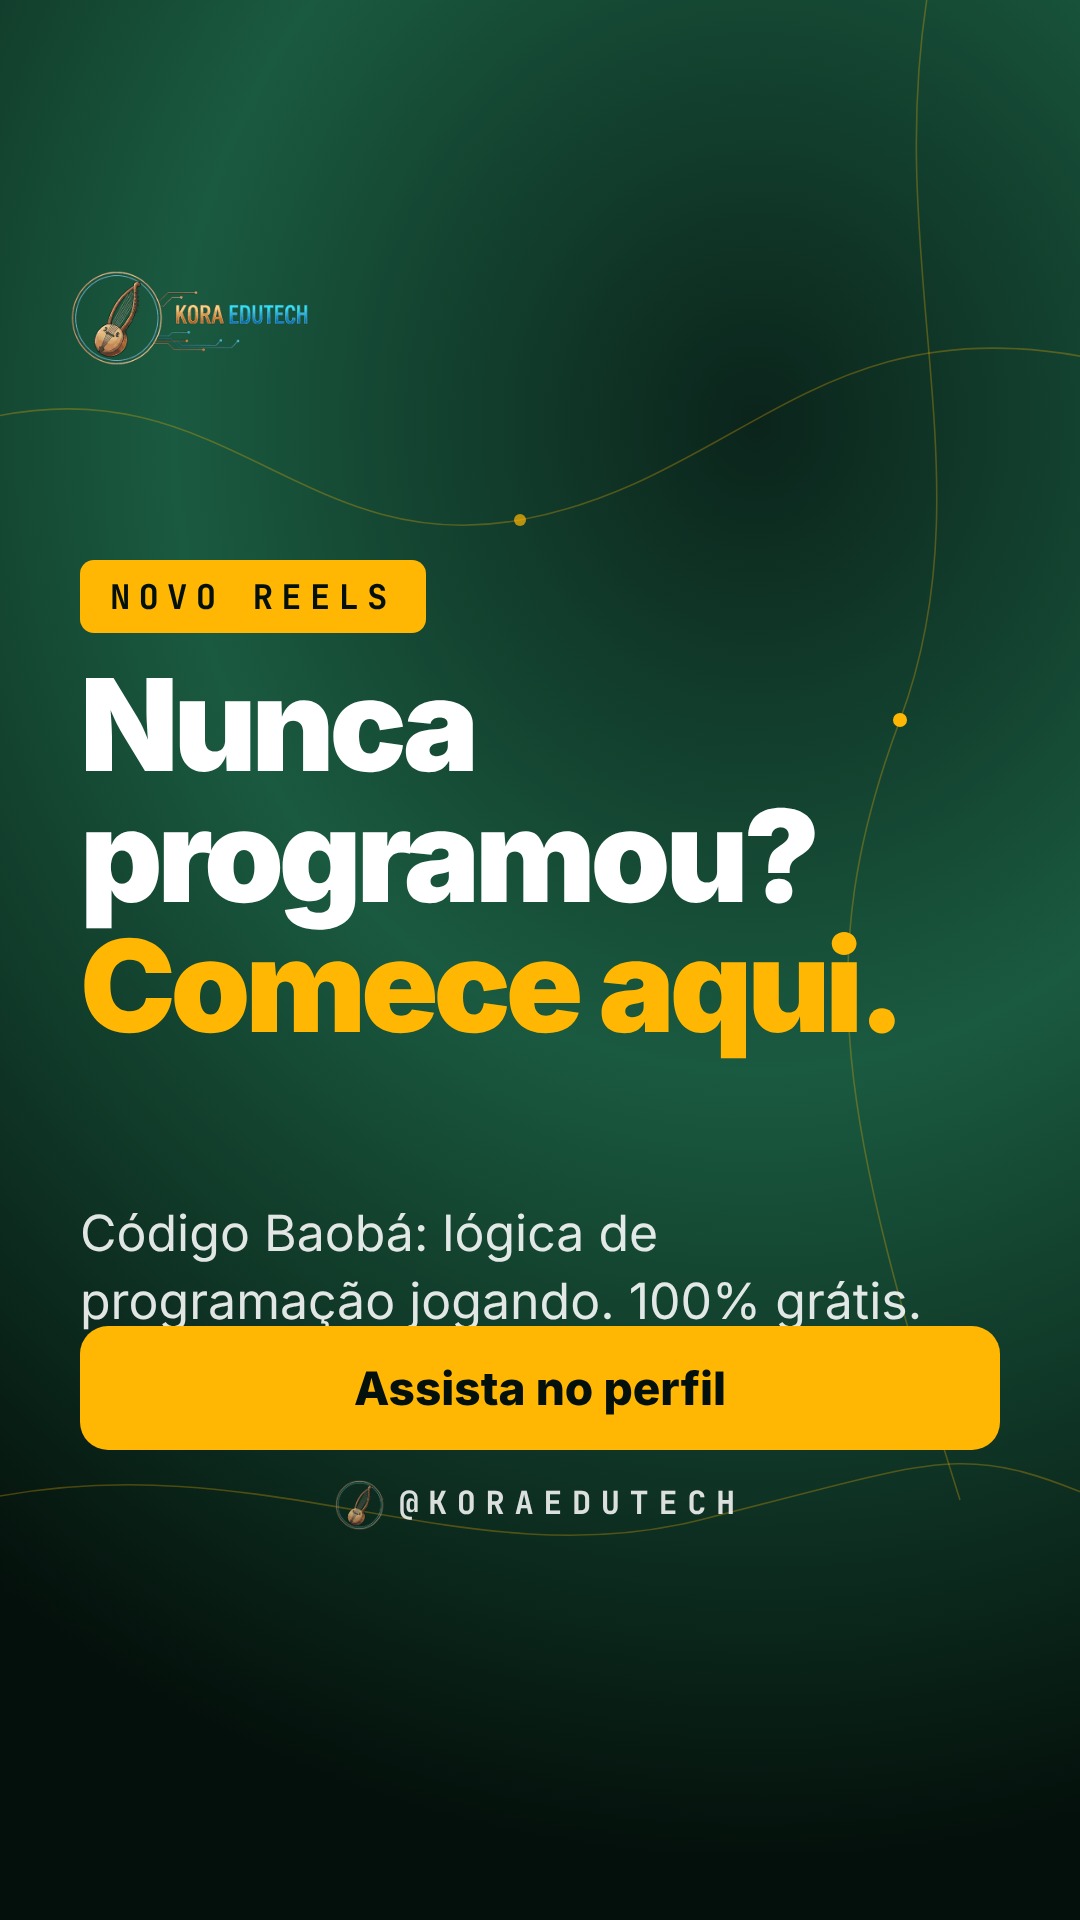 KORA EDUTECH
NOVO REELS
Nunca
programou?
Comece aqui.
Código Baobá: lógica de
programação jogando. 100% grátis.
Assista no perfil
@KORAEDUTECH